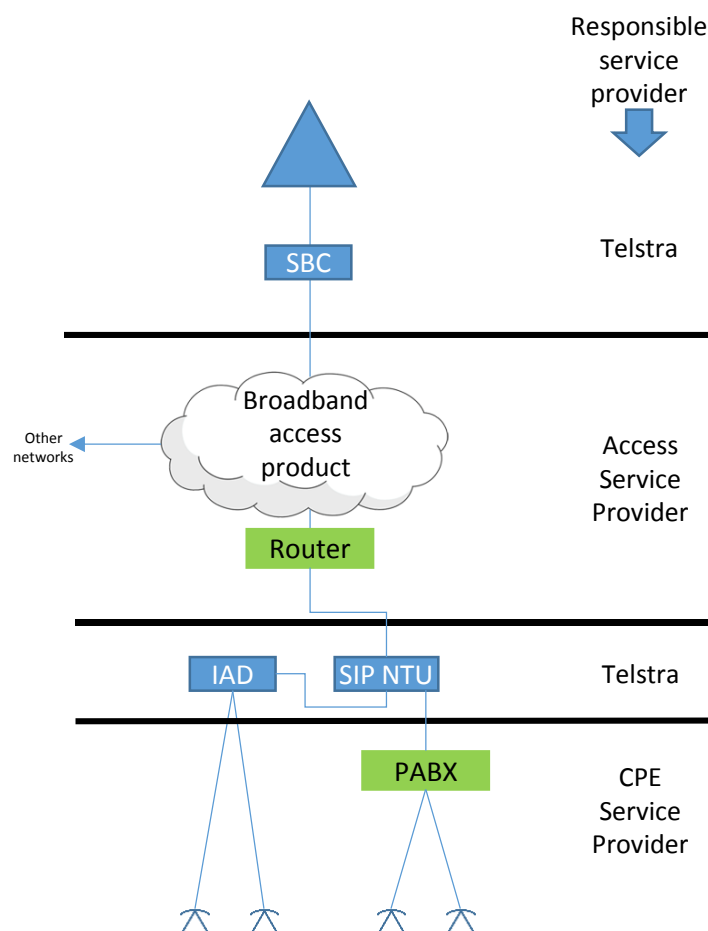 Responsible
service
provider
SBC
Telstra
Broadband
access
product
Other
networks
Access
Service
Provider
Router
IAD
SIP NTU
Telstra
PABX
CPE
Service
Provider